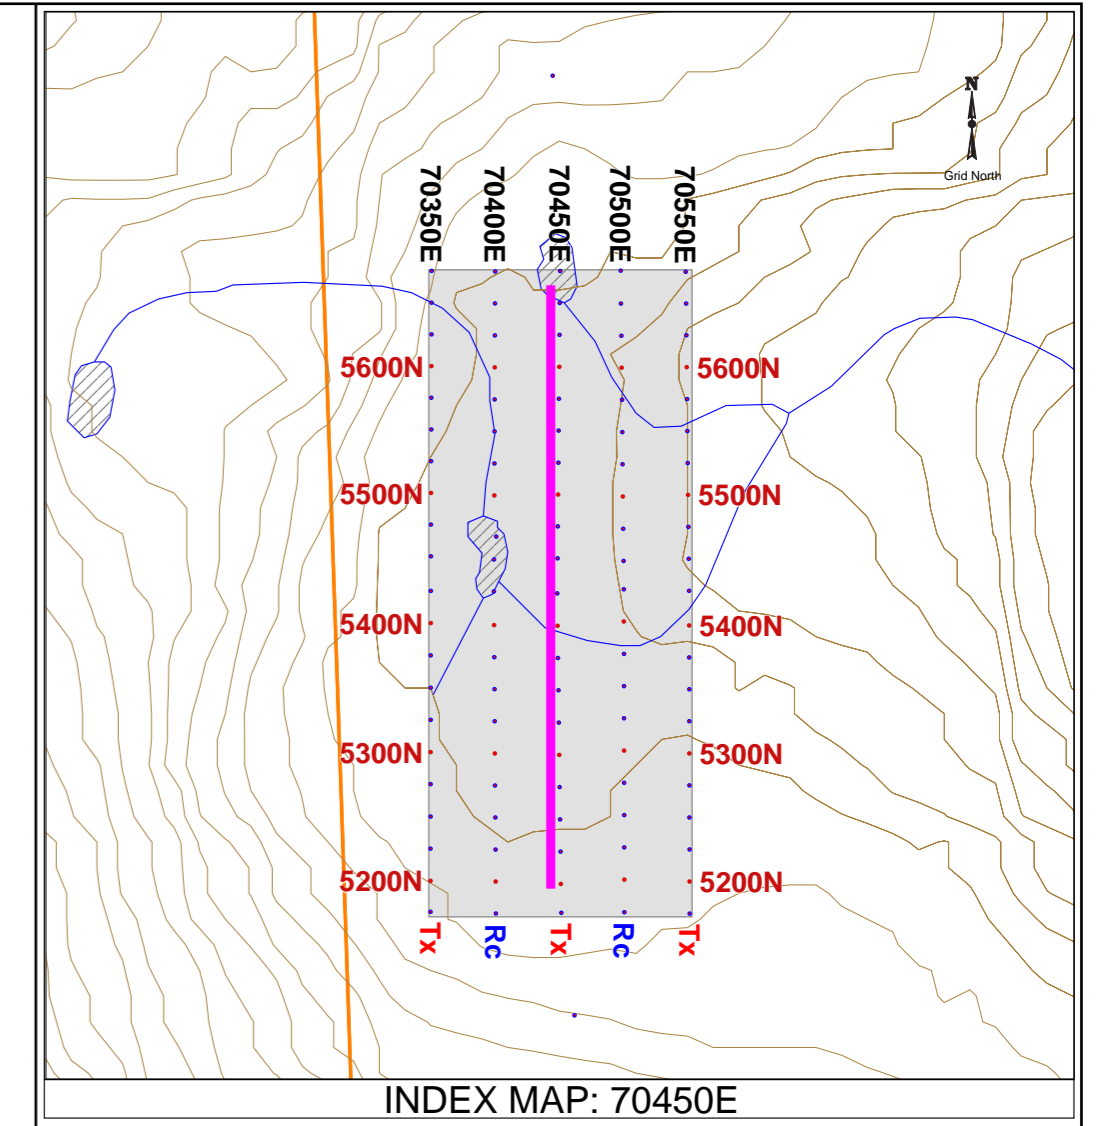 N
Grid North
70350E 70400E 70450E 70500E 70550E
5600N 5600N
5500N 5500N
5400N 5400N
5300N 5300N
5200N 5200N
Tx Rc Tx Rc Tx
INDEX MAP: 70450E